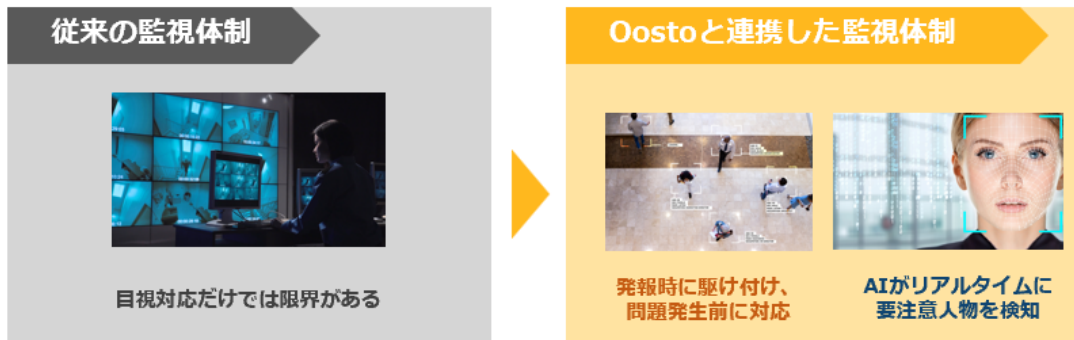 従来の監視体制
Oostoと連携した監視体制
目視対応だけでは限界がある
発報時に駆け付け、
問題発生前に対応
AIがリアルタイムに
要注意人物を検知